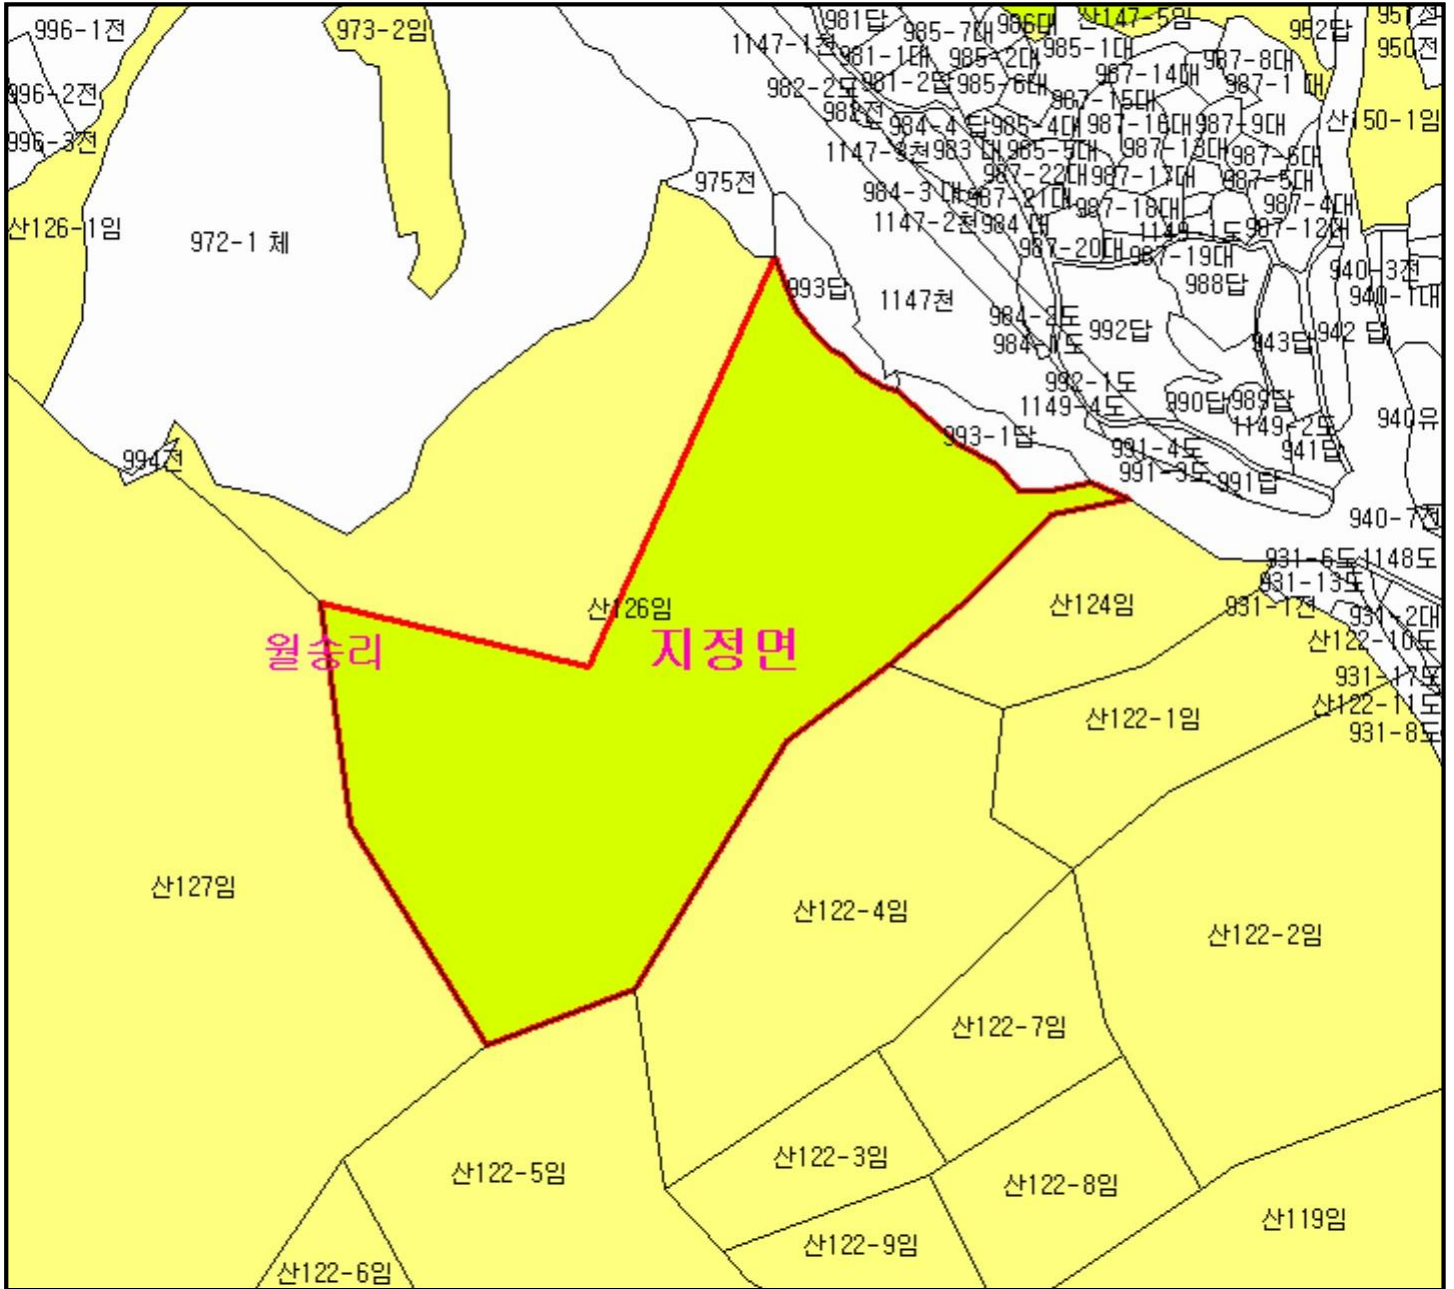 996-1전
973-2임
981답
985-7대
986대
산147-5임
952답
950전
1147-1천
981-1대
985-2대
985-1대
987-8대
996-2전
982-2도
981-2답
985-6대
987-14대
987-1 대
987-15대
996-3전
984-4 답
985-4대
987-16대
987-9대
산150-1임
1147-3천
983 대
985-5대
987-13대
987-6대
975전
987-22대
987-17대
987-5대
984-3 대
987-21대
987-18대
987-4대
산126-1임
972-1 체
1147-2천
984 대
1149-1도
987-12대
987-20대
987-19대
940-3전
993답
1147천
988답
940-1대
984-2도
992답
943답
942 답
984-1도
992-1도
1149-4도
990답
989답
940유
993-1답
1149-2도
994전
991-4도
941답
991-3도
991답
940-7전
931-6도
1148도
931-13도
산126임
산124임
931-1전
931-2대
월송리
지정면
산122-10도
931-17도
산122-1임
산122-11도
931-8도
산127임
산122-4임
산122-2임
산122-7임
산122-5임
산122-3임
산122-8임
산119임
산122-9임
산122-6임